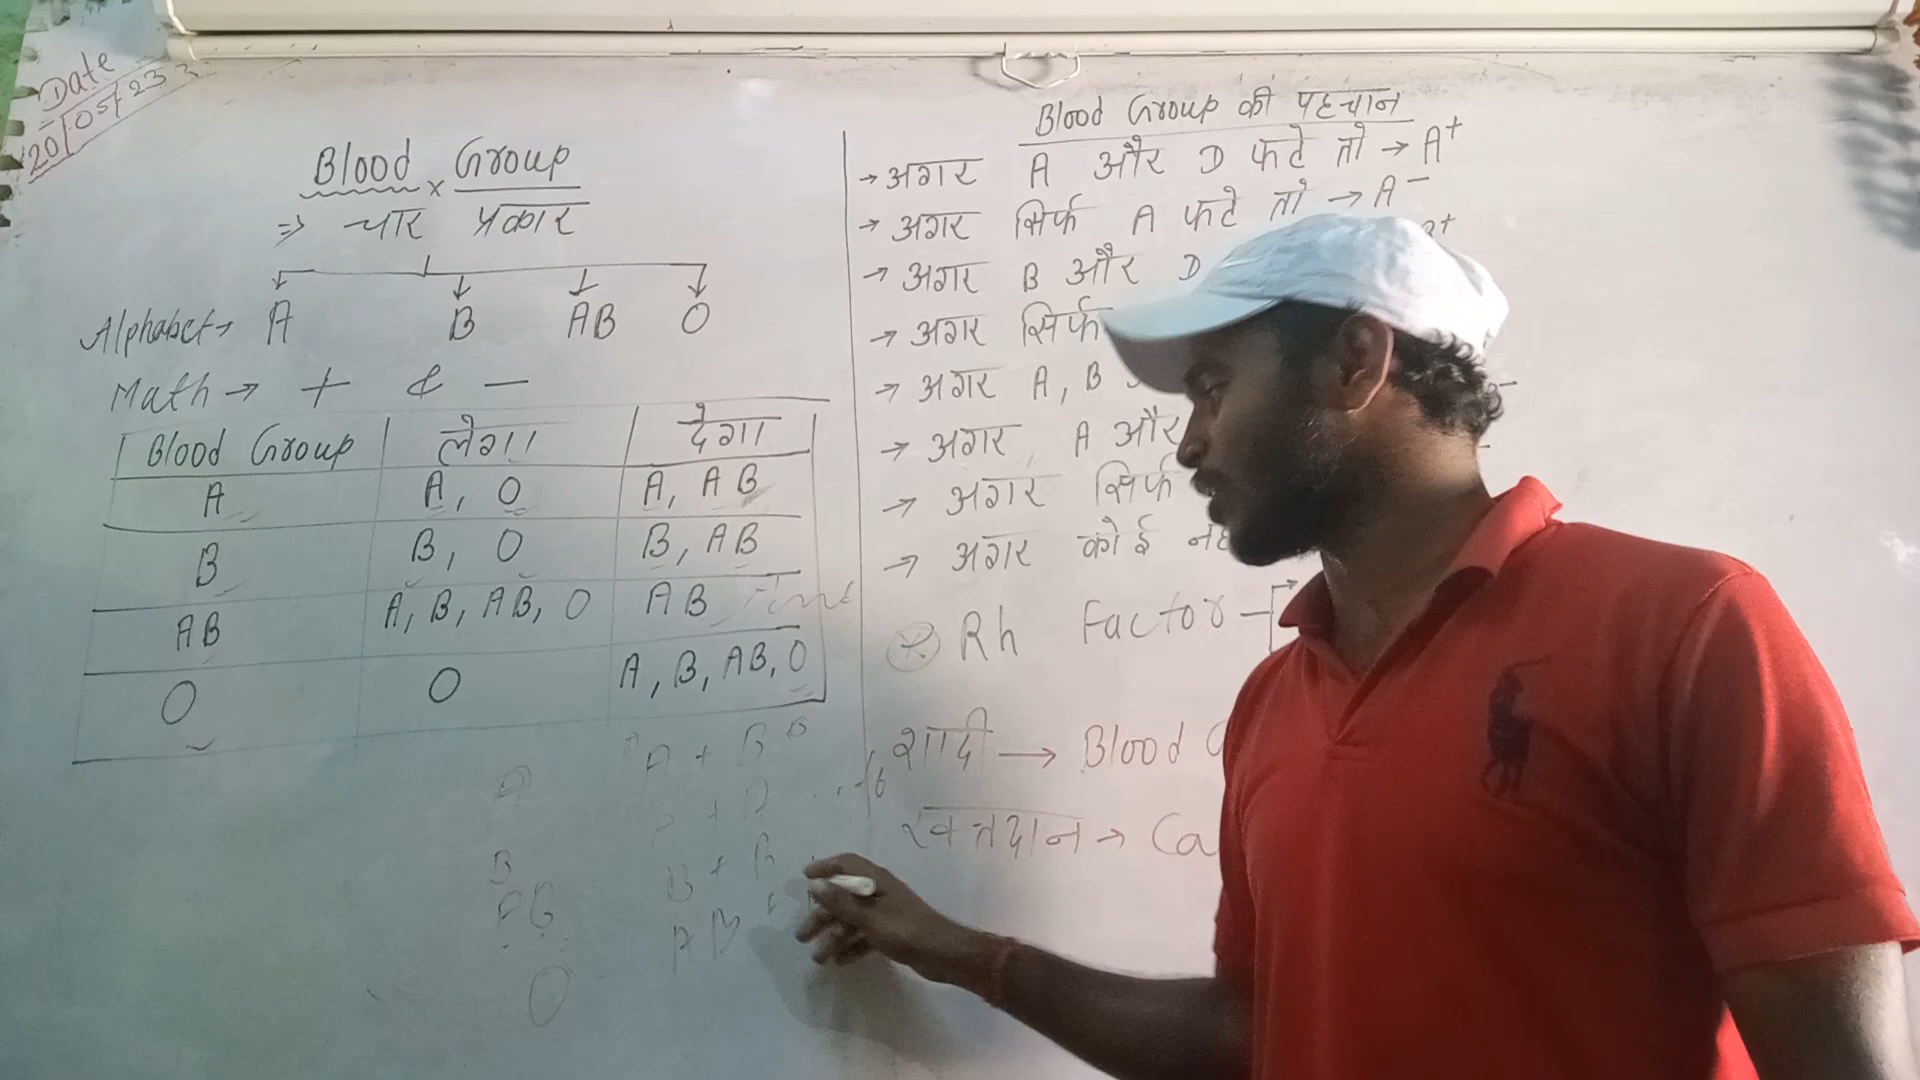 Date
20/05/23
Blood Group
⇒ चार प्रकार
Alphabet→ A B AB O
Math → + & –
Blood Group लेगा देगा
A A, O A, AB
B B, O B, AB
AB A, B, AB, O AB
O O A, B, AB, O
A + B B
A
B + B
B
AB
AB +
O
Blood Group की पहचान
→ अगर A और D फटे तो → A+
→ अगर सिर्फ A फटे तो → A-
→ अगर B और D
→ अगर सिर्फ
→ अगर A, B
→ अगर A और
→ अगर सिर्फ
→ अगर कोई
Rh Factor
शादी → Blood
रक्तदान →